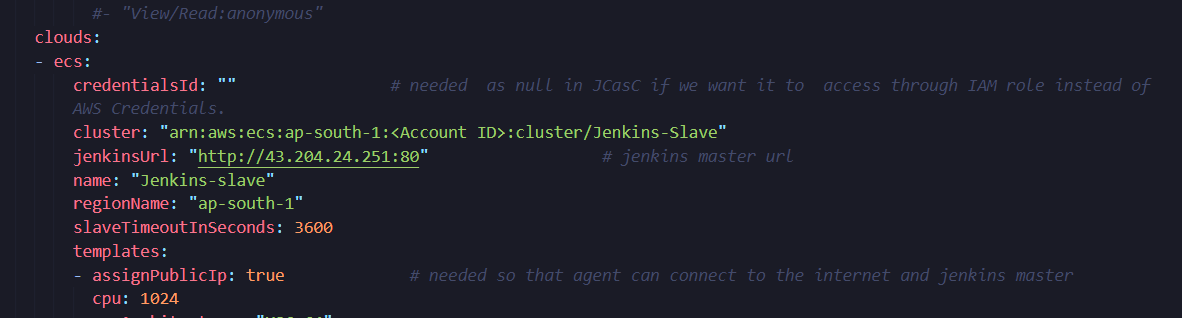 #- "View/Read:anonymous"
clouds:
- ecs:
credentialsId: "" # needed  as null in JCasC if we want it to  access through IAM role instead of
AWS Credentials.
cluster: "arn:aws:ecs:ap-south-1:<Account ID>:cluster/Jenkins-Slave"
jenkinsUrl: "http://43.204.24.251:80" # jenkins master url
name: "Jenkins-slave"
regionName: "ap-south-1"
slaveTimeoutInSeconds: 3600
templates:
- assignPublicIp: true # needed so that agent can connect to the internet and jenkins master
cpu: 1024